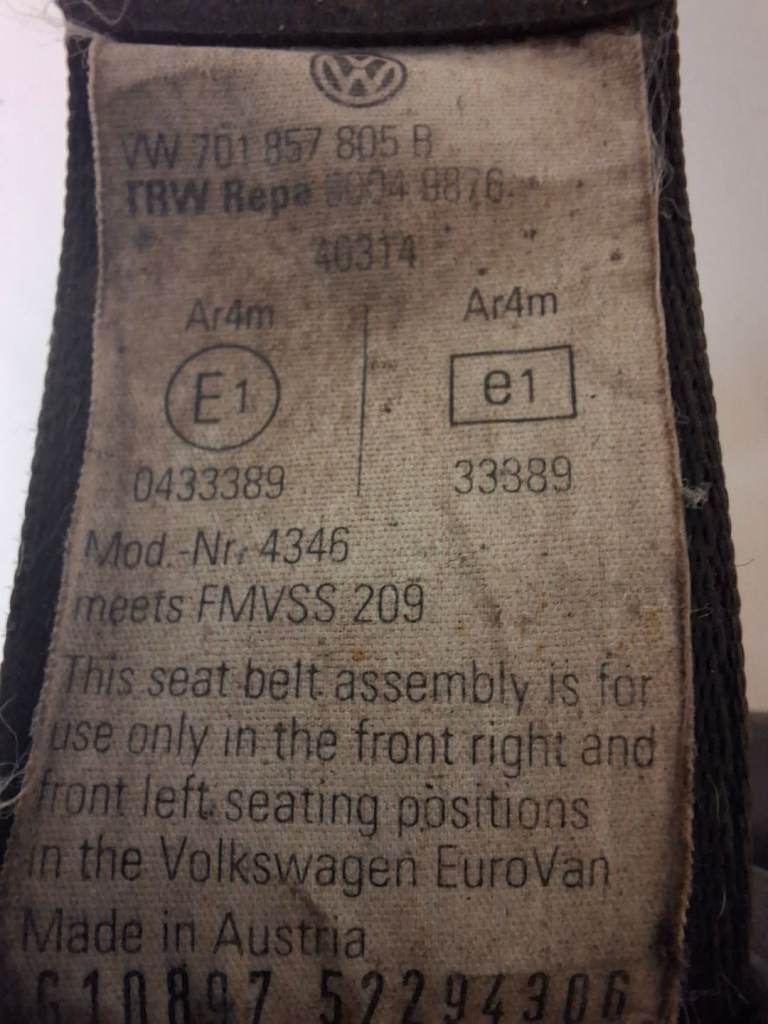 VW 701 857 805 B
TRW Repa 9876
40314
Ar4m Ar4m
E1 e1
0433389 33389
Mod.-Nr. 4346
meets FMVSS 209
This seat belt assembly is for
use only in the front right and
front left seating positions
in the Volkswagen EuroVan
Made in Austria
G10897 52294306